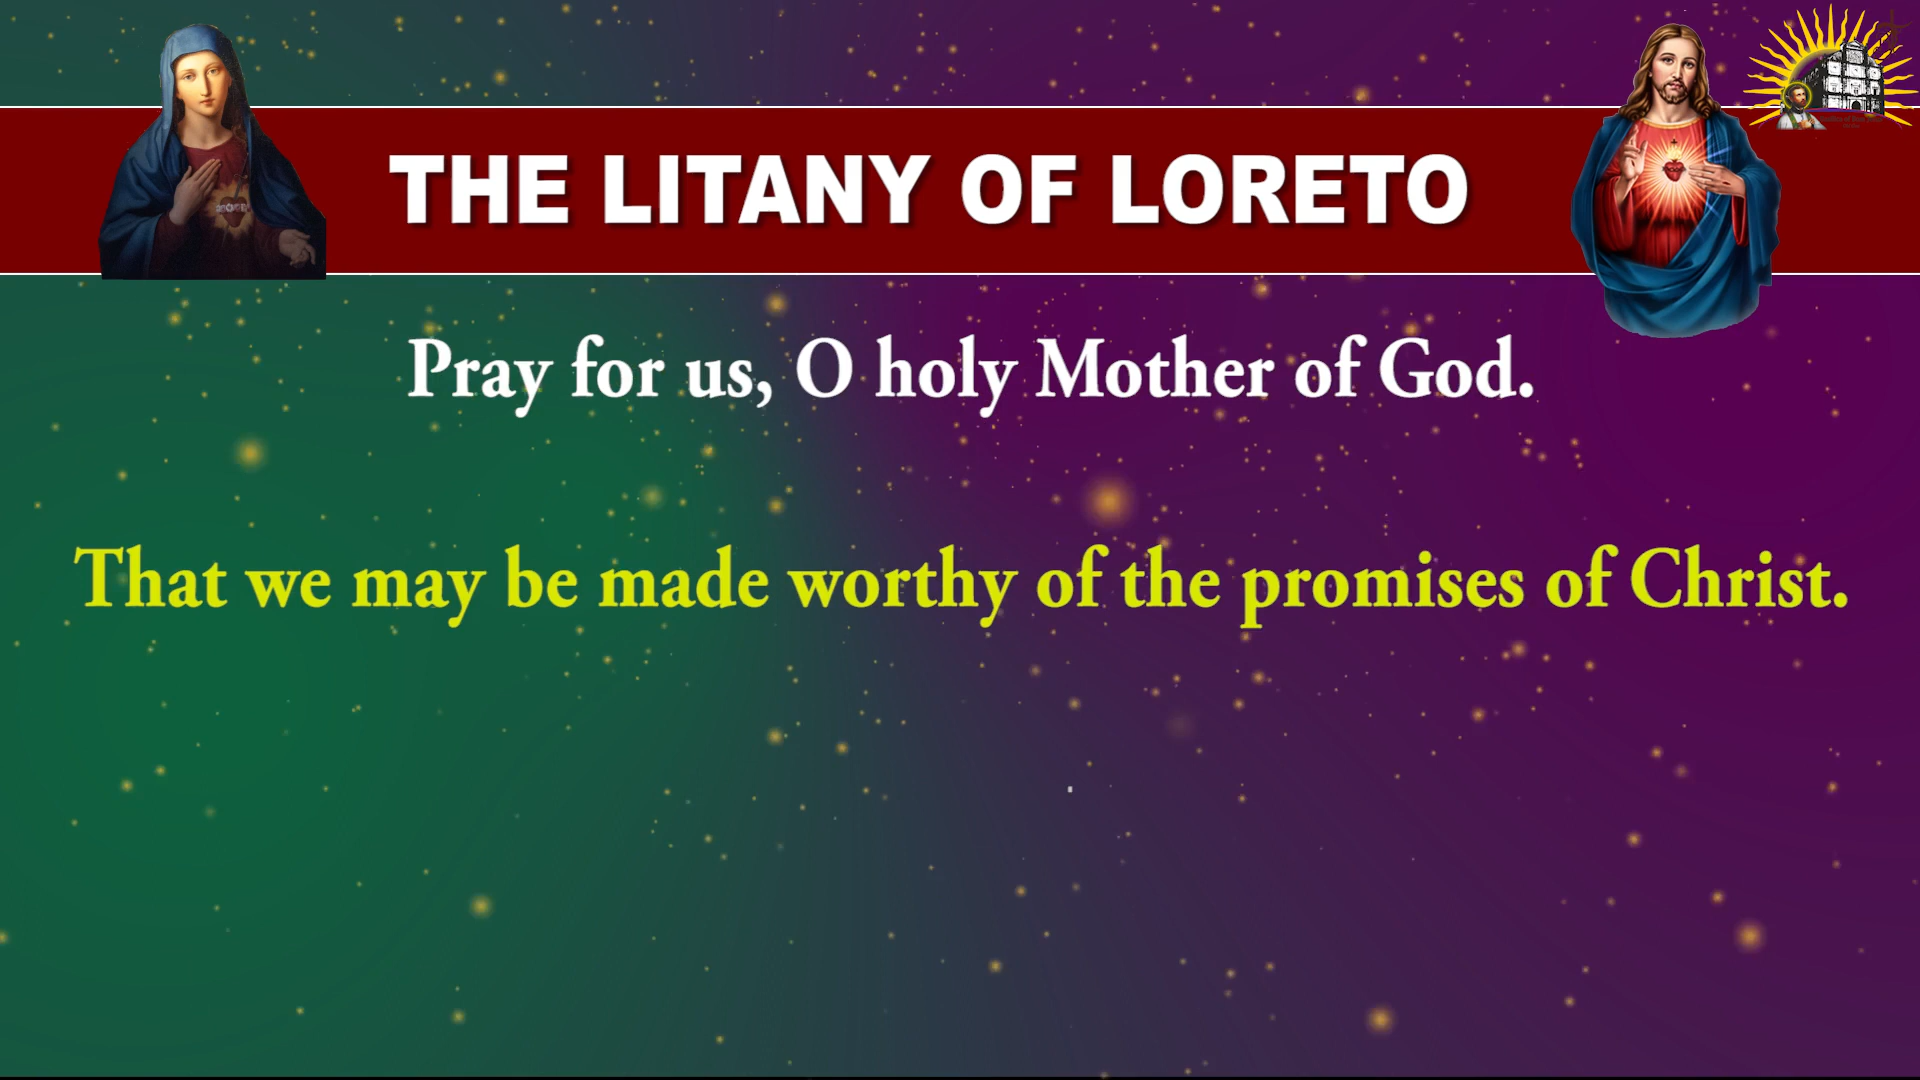 THE LITANY OF LORETO
Pray for us, O holy Mother of God.
That we may be made worthy of the promises of Christ.